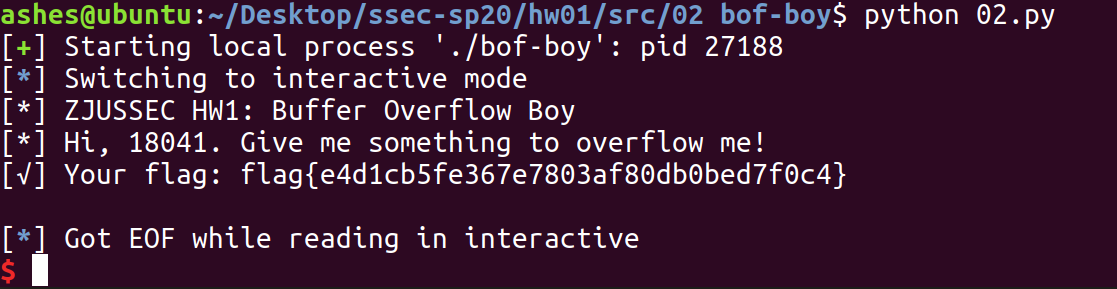 ashes@ubuntu:~/Desktop/ssec-sp20/hw01/src/02 bof-boy$ python 02.py
[+] Starting local process './bof-boy': pid 27188
[*] Switching to interactive mode
[*] ZJUSSEC HW1: Buffer Overflow Boy
[*] Hi, 18041. Give me something to overflow me!
[√] Your flag: flag{e4d1cb5fe367e7803af80db0bed7f0c4}
[*] Got EOF while reading in interactive
$